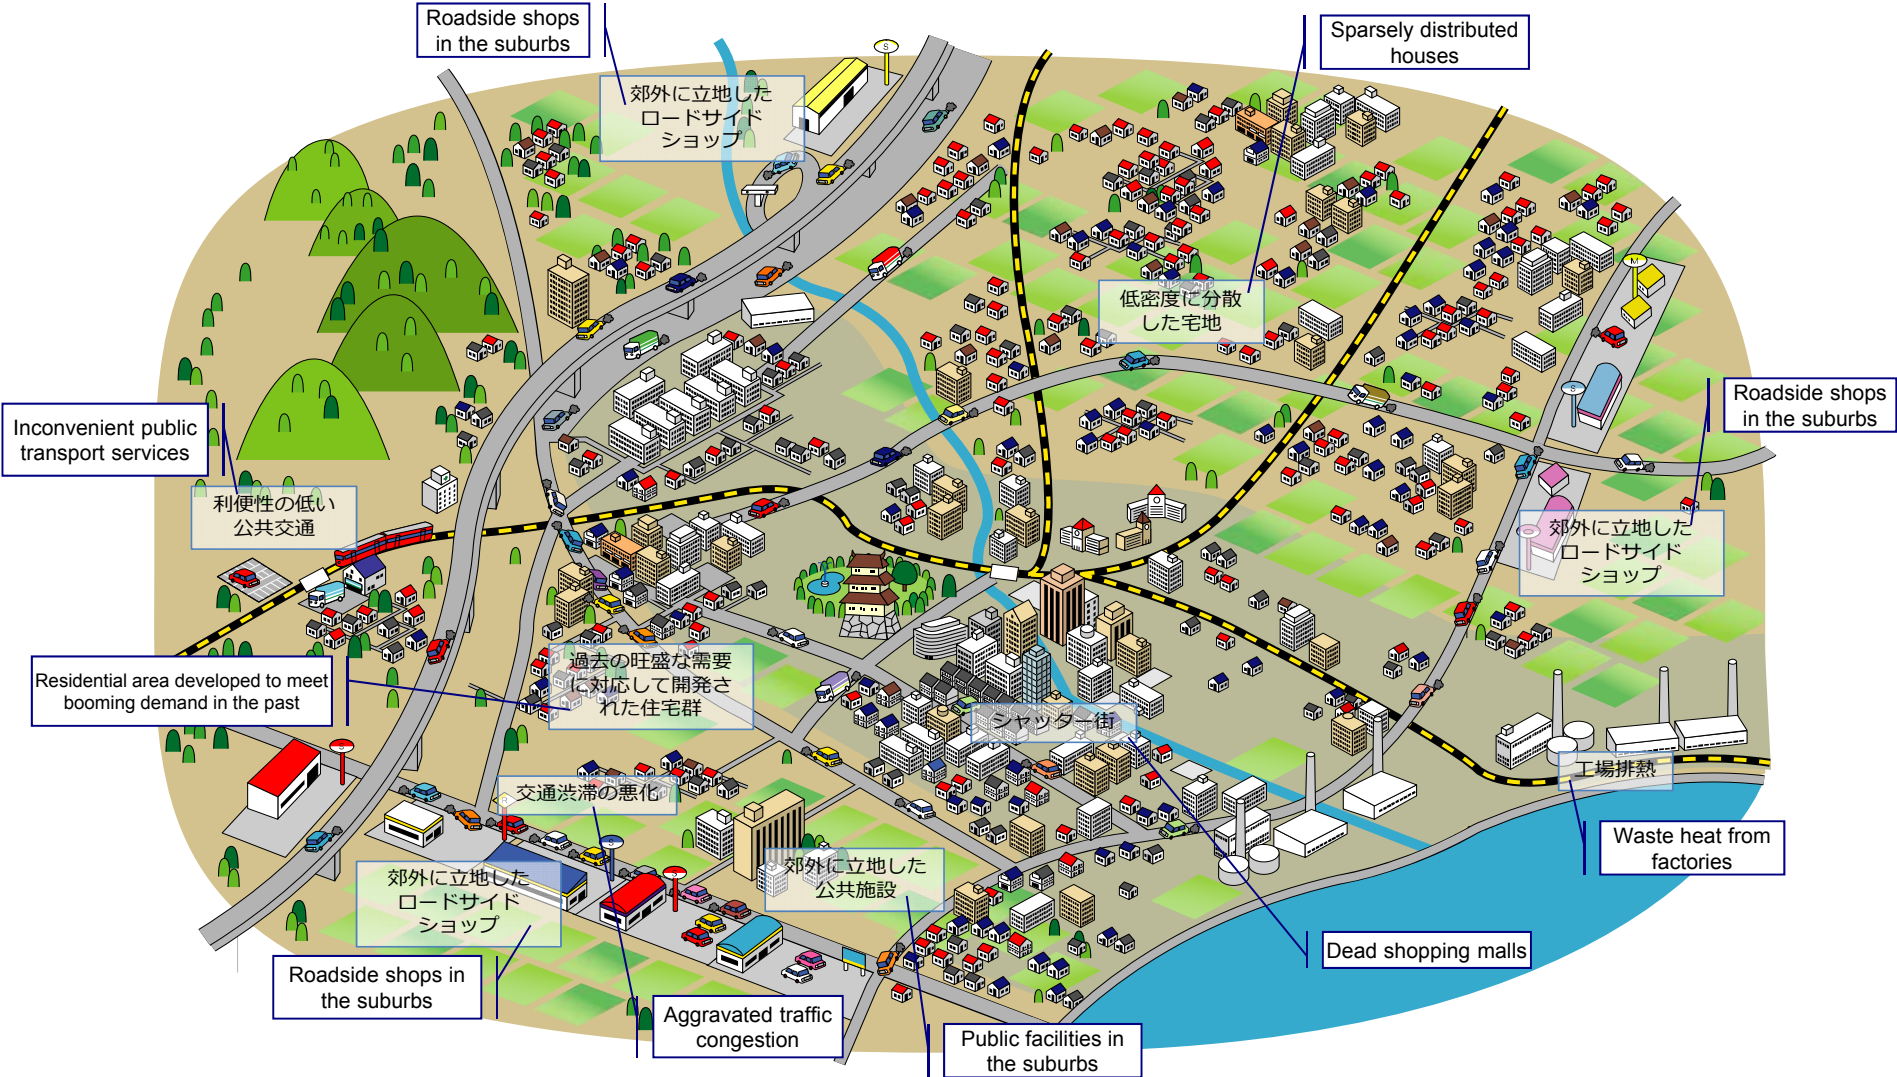 Roadside shops
in the suburbs
郊外に立地した
ロードサイド
ショップ
Sparsely distributed
houses
低密度に分散
した宅地
Inconvenient public
transport services
利便性の低い
公共交通
Roadside shops
in the suburbs
郊外に立地した
ロードサイド
ショップ
Residential area developed to meet
booming demand in the past
過去の旺盛な需要
に対応して開発さ
れた住宅群
シャッター街
工場排熱
Waste heat from
factories
交通渋滞の悪化
郊外に立地した
ロードサイド
ショップ
郊外に立地した
公共施設
Dead shopping malls
Roadside shops in
the suburbs
Aggravated traffic
congestion
Public facilities in
the suburbs
S
M
S
S
S